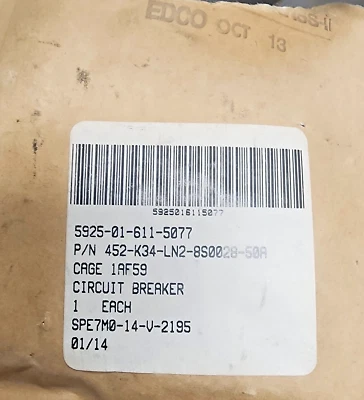 EDCO OCT 13
5925016115077
5925-01-611-5077
P/N 452-K34-LN2-8S0028-50A
CAGE 1AF59
CIRCUIT BREAKER
1 EACH
SPE7M0-14-V-2195
01/14